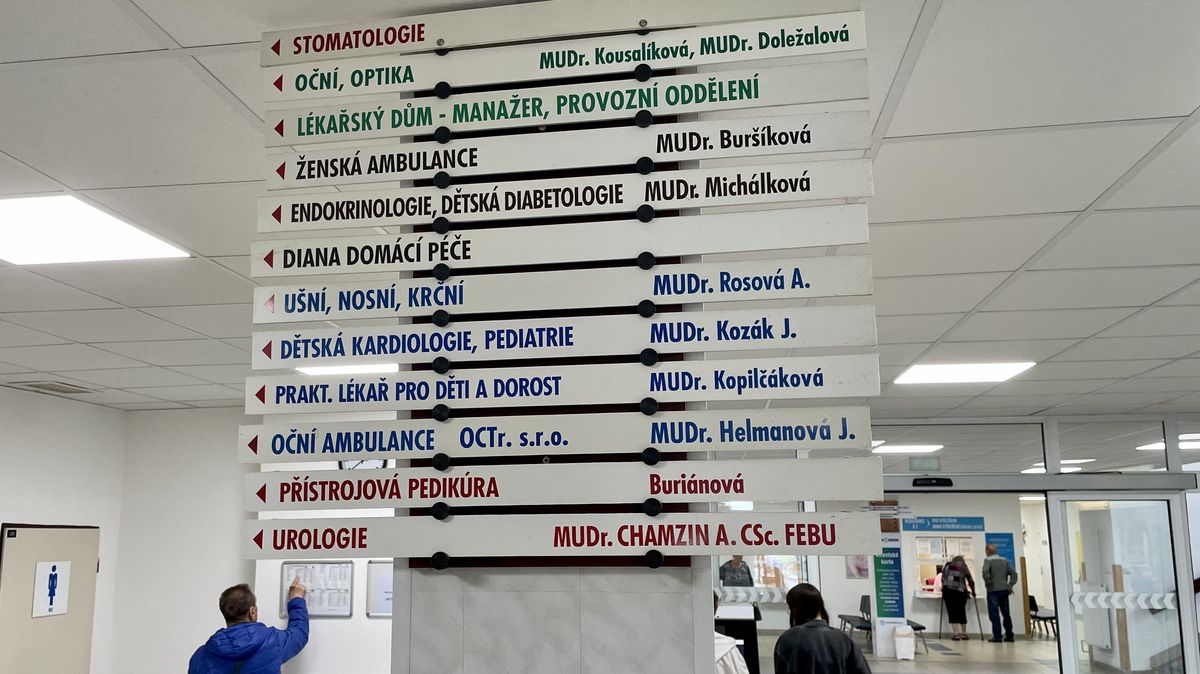 STOMATOLOGIE
OČNÍ, OPTIKA MUDr. Kousalíková, MUDr. Doležalová
LÉKAŘSKÝ DŮM - MANAŽER, PROVOZNÍ ODDĚLENÍ
ŽENSKÁ AMBULANCE MUDr. Buršíková
ENDOKRINOLOGIE, DĚTSKÁ DIABETOLOGIE MUDr. Michálková
DIANA DOMÁCÍ PÉČE
UŠNÍ, NOSNÍ, KRČNÍ MUDr. Rosová A.
DĚTSKÁ KARDIOLOGIE, PEDIATRIE MUDr. Kozák J.
PRAKT. LÉKAŘ PRO DĚTI A DOROST MUDr. Kopilčáková
OČNÍ AMBULANCE OCTr. s.r.o. MUDr. Helmanová J.
PŘÍSTROJOVÁ PEDIKÚRA Buriánová
UROLOGIE MUDr. CHAMZIN A. CSc. FEBU
WC